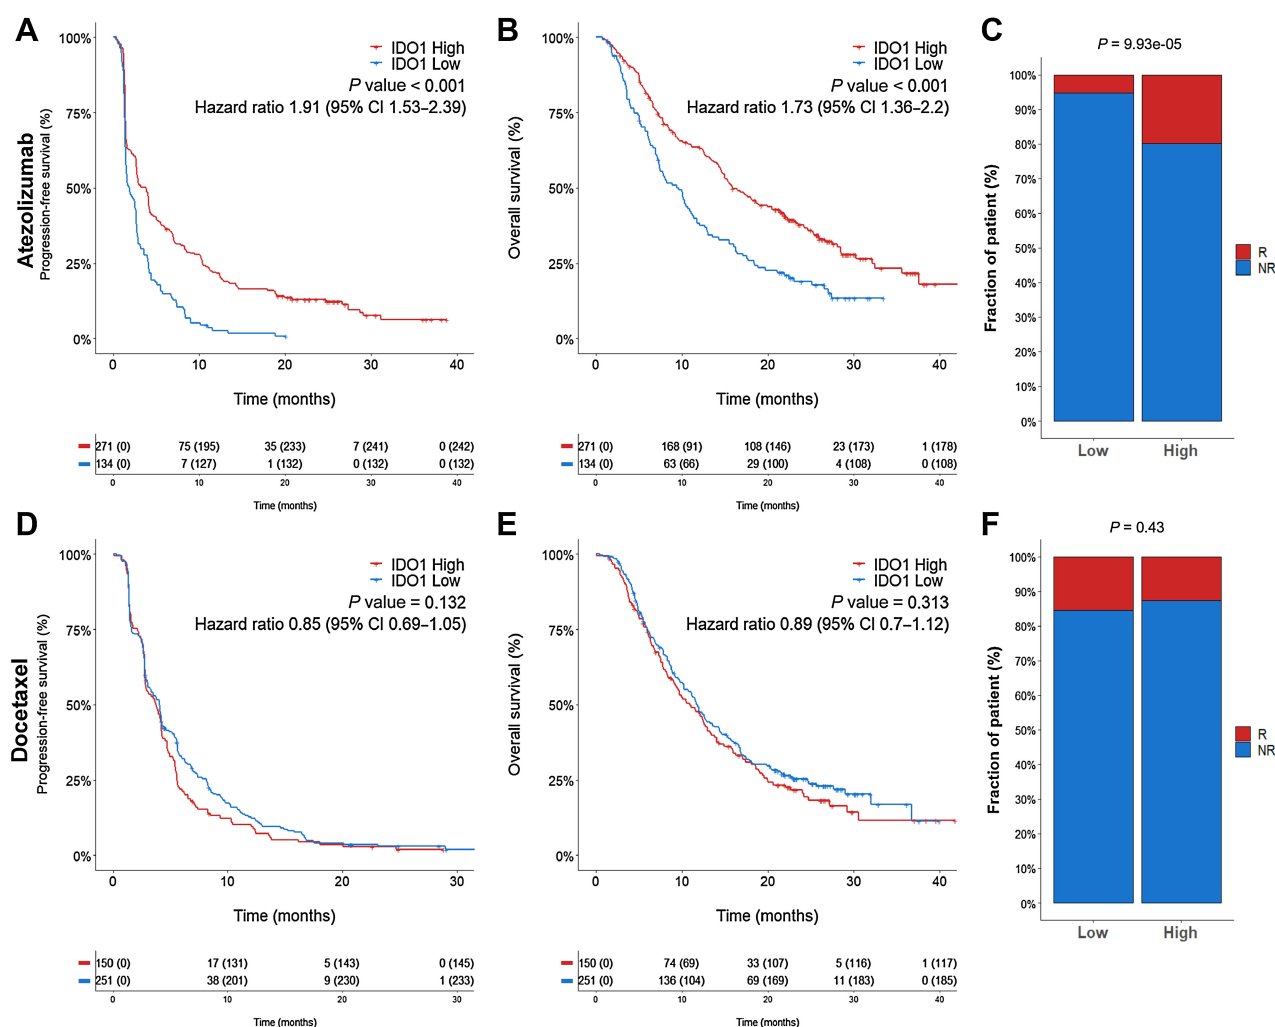 A
Atezolizumab
Progression-free survival (%)
100%
75%
50%
25%
0%
IDO1 High
IDO1 Low
P value < 0.001
Hazard ratio 1.91 (95% CI 1.53–2.39)
0 10 20 30 40
Time (months)
271 (0) 75 (195) 35 (233) 7 (241) 0 (242)
134 (0) 7 (127) 1 (132) 0 (132) 0 (132)
0 10 20 30 40
Time (months)
B
Overall survival (%)
100%
75%
50%
25%
0%
IDO1 High
IDO1 Low
P value < 0.001
Hazard ratio 1.73 (95% CI 1.36–2.2)
0 10 20 30 40
Time (months)
271 (0) 168 (91) 108 (146) 23 (173) 1 (178)
134 (0) 63 (66) 29 (100) 4 (108) 0 (108)
0 10 20 30 40
Time (months)
C
P = 9.93e-05
Fraction of patient (%)
100%
90%
80%
70%
60%
50%
40%
30%
20%
10%
0%
Low High
R
NR
D
Docetaxel
Progression-free survival (%)
100%
75%
50%
25%
0%
IDO1 High
IDO1 Low
P value = 0.132
Hazard ratio 0.85 (95% CI 0.69–1.05)
0 10 20 30
Time (months)
150 (0) 17 (131) 5 (143) 0 (145)
251 (0) 38 (201) 9 (230) 1 (233)
0 10 20 30
Time (months)
E
Overall survival (%)
100%
75%
50%
25%
0%
IDO1 High
IDO1 Low
P value = 0.313
Hazard ratio 0.89 (95% CI 0.7–1.12)
0 10 20 30 40
Time (months)
150 (0) 74 (69) 33 (107) 5 (116) 1 (117)
251 (0) 136 (104) 69 (169) 11 (183) 0 (185)
0 10 20 30 40
Time (months)
F
P = 0.43
Fraction of patient (%)
100%
90%
80%
70%
60%
50%
40%
30%
20%
10%
0%
Low High
R
NR